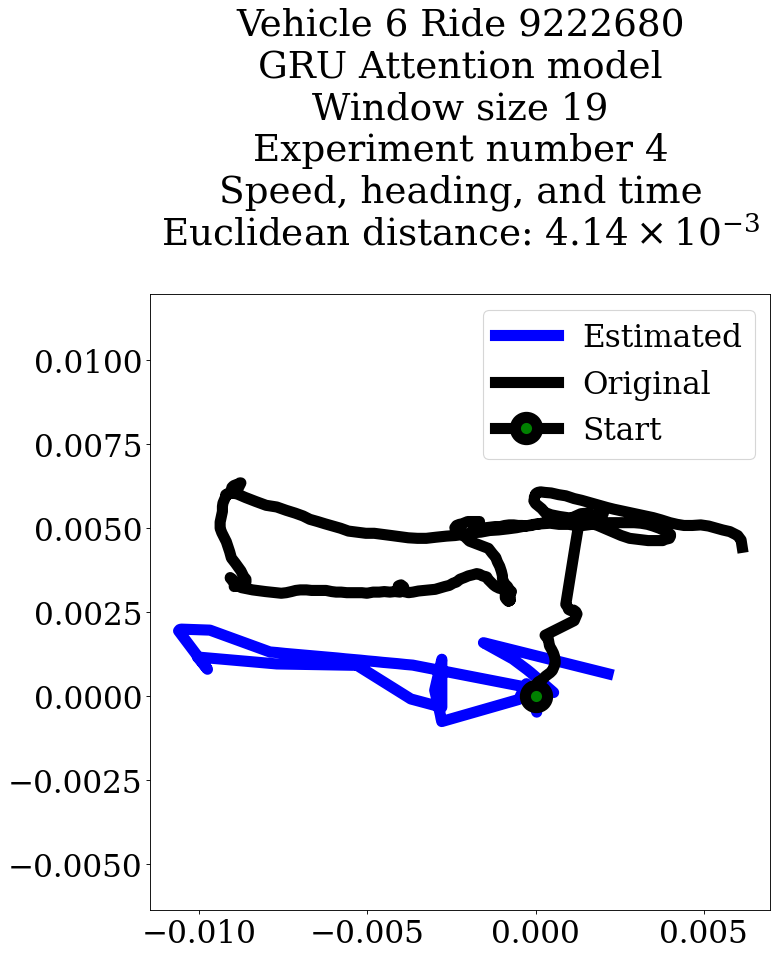 Vehicle 6 Ride 9222680
GRU Attention model
Window size 19
Experiment number 4
Speed, heading, and time
Euclidean distance: 4.14 × 10⁻³
Estimated
Original
Start
0.0100
0.0075
0.0050
0.0025
0.0000
−0.0025
−0.0050
−0.010 −0.005 0.000 0.005